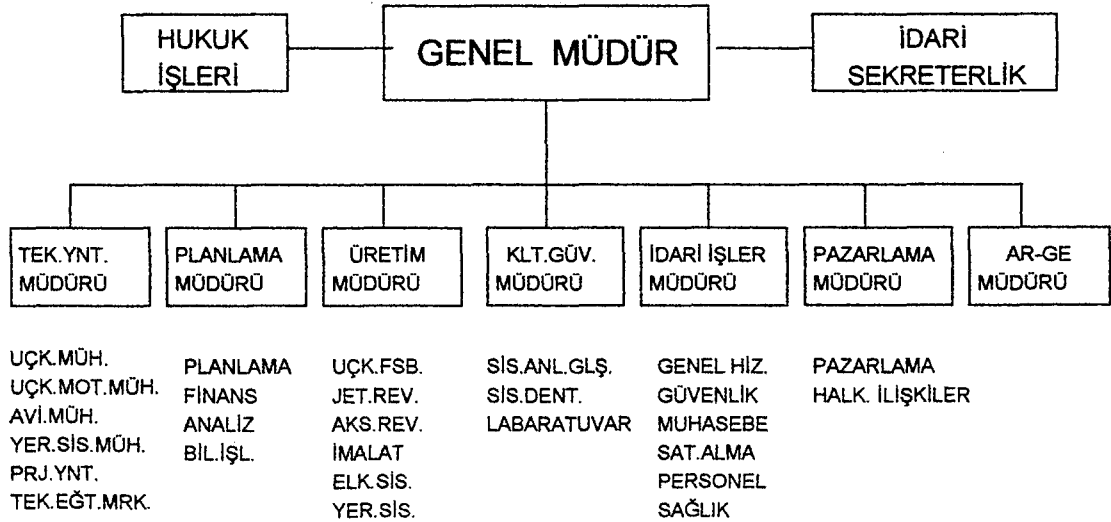 HUKUK
İŞLERİ
GENEL MÜDÜR
İDARİ
SEKRETERLİK
TEK.YNT.
MÜDÜRÜ
PLANLAMA
MÜDÜRÜ
ÜRETİM
MÜDÜRÜ
KLT.GÜV.
MÜDÜRÜ
İDARİ İŞLER
MÜDÜRÜ
PAZARLAMA
MÜDÜRÜ
AR-GE
MÜDÜRÜ
UÇK.MÜH.
UÇK.MOT.MÜH.
AVİ.MÜH.
YER.SİS.MÜH.
PRJ.YNT.
TEK.EĞT.MRK.
PLANLAMA
FİNANS
ANALİZ
BİL.İŞL.
UÇK.FSB.
JET.REV.
AKS.REV.
İMALAT
ELK.SİS.
YER.SİS.
SİS.ANL.GLŞ.
SİS.DENT.
LABARATUVAR
GENEL HİZ.
GÜVENLİK
MUHASEBE
SAT.ALMA
PERSONEL
SAĞLIK
PAZARLAMA
HALK. İLİŞKİLER